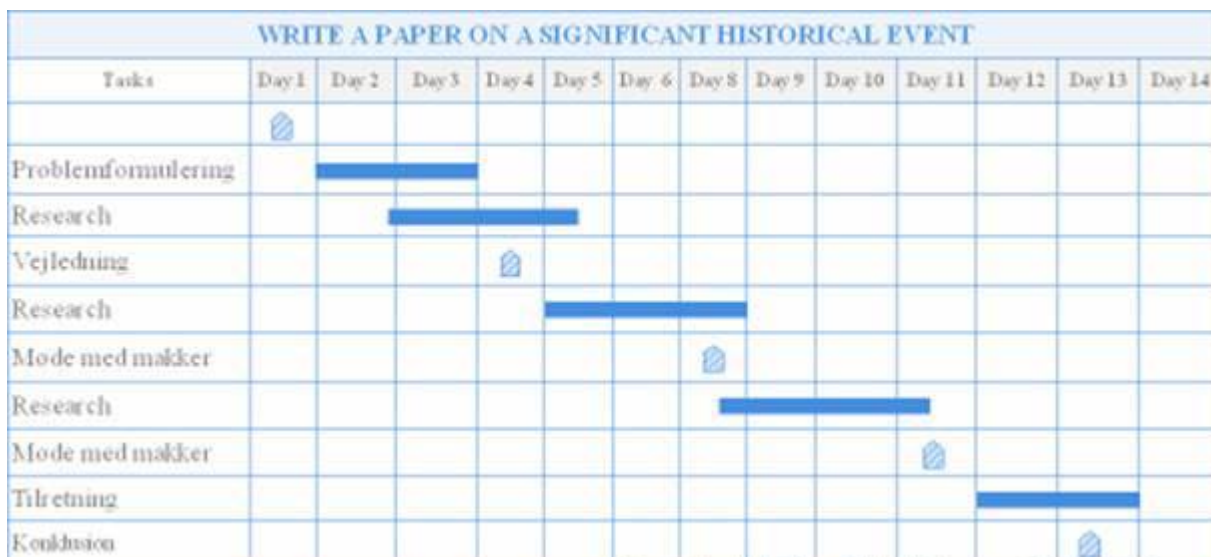 WRITE A PAPER ON A SIGNIFICANT HISTORICAL EVENT
Tasks Day 1 Day 2 Day 3 Day 4 Day 5 Day 6 Day 8 Day 9 Day 10 Day 11 Day 12 Day 13 Day 14
Problemformulering
Research
Vejledning
Research
Mode med makker
Research
Mode med makker
Tilretning
Konklusion